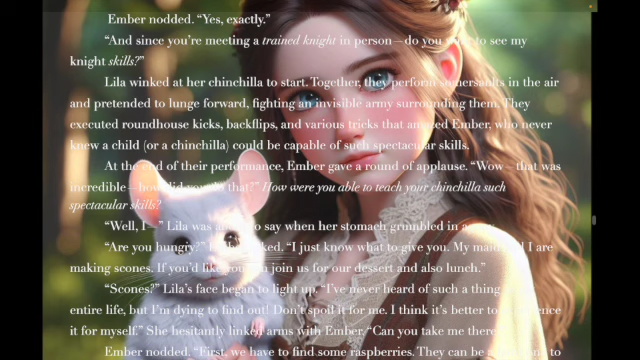 Ember nodded. “Yes, exactly.”
“And since you’re meeting a trained knight in person—do you want to see my
knight skills?”
Lila winked at her chinchilla to start. Together, they perform somersaults in the air
and pretended to lunge forward, fighting an invisible army surrounding them. They
executed roundhouse kicks, backflips, and various tricks that amazed Ember, who never
knew a child (or a chinchilla) could be capable of such spectacular skills.
At the end of their performance, Ember gave a round of applause. “Wow—that was
incredible—how did you do that?” How were you able to teach your chinchilla such
spectacular skills?
“Well, I—” Lila was to say when her stomach grumbled in
“Are you hungry?” asked. “I just know what to give you. My and I are
making scones. If you’d like, you can join us for our dessert and also lunch.”
“Scones?” Lila’s face began to light up. “I’ve never heard of such a thing
entire life, but I’m dying to find out! Don’t spoil it for me. I think it’s better to
it for myself.” She hesitantly linked arms with Ember. “Can you take me there
Ember nodded. “First, we have to find some raspberries. They can be to